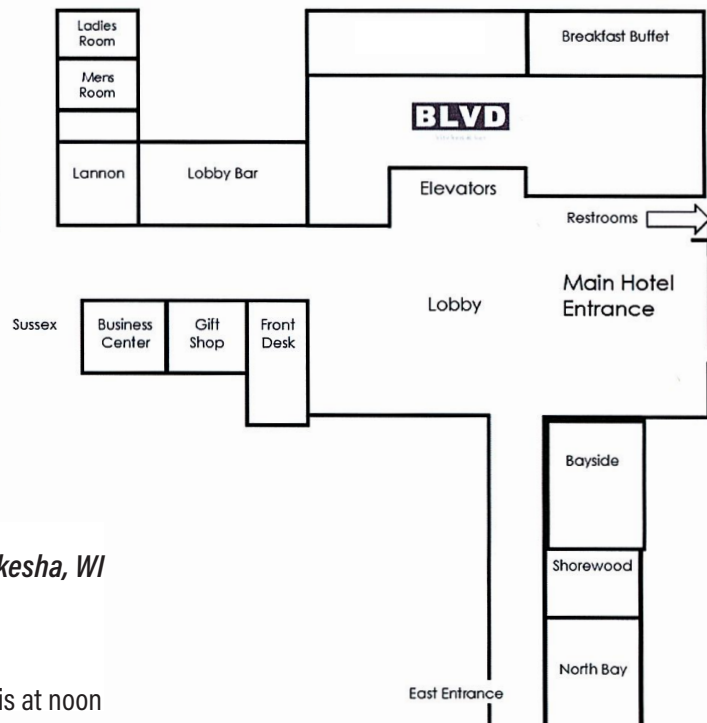 Ladies
Room
Breakfast Buffet
Mens
Room
BLVD
Lannon
Lobby Bar
Elevators
Restrooms
Main Hotel
Entrance
Lobby
Sussex
Business
Center
Gift
Shop
Front
Desk
Bayside
kesha, WI
Shorewood
North Bay
is at noon
East Entrance